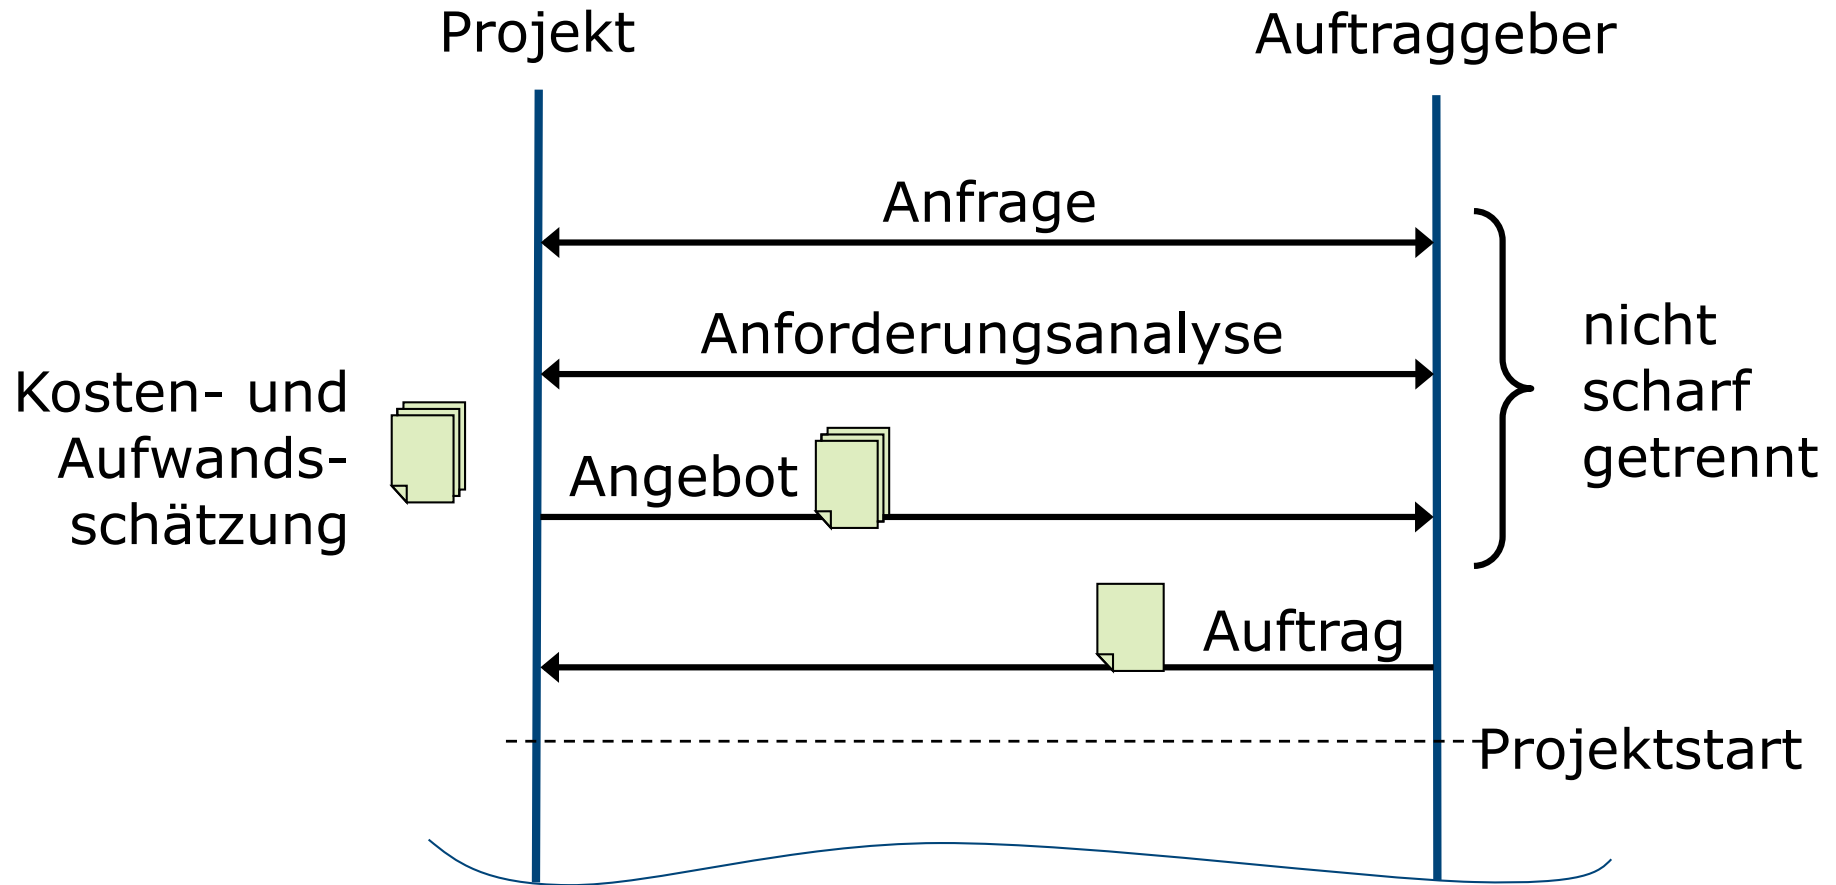 Projekt
Auftraggeber
Anfrage
Anforderungsanalyse
nicht
scharf
getrennt
Kosten- und
Aufwands-
schätzung
Angebot
Auftrag
Projektstart